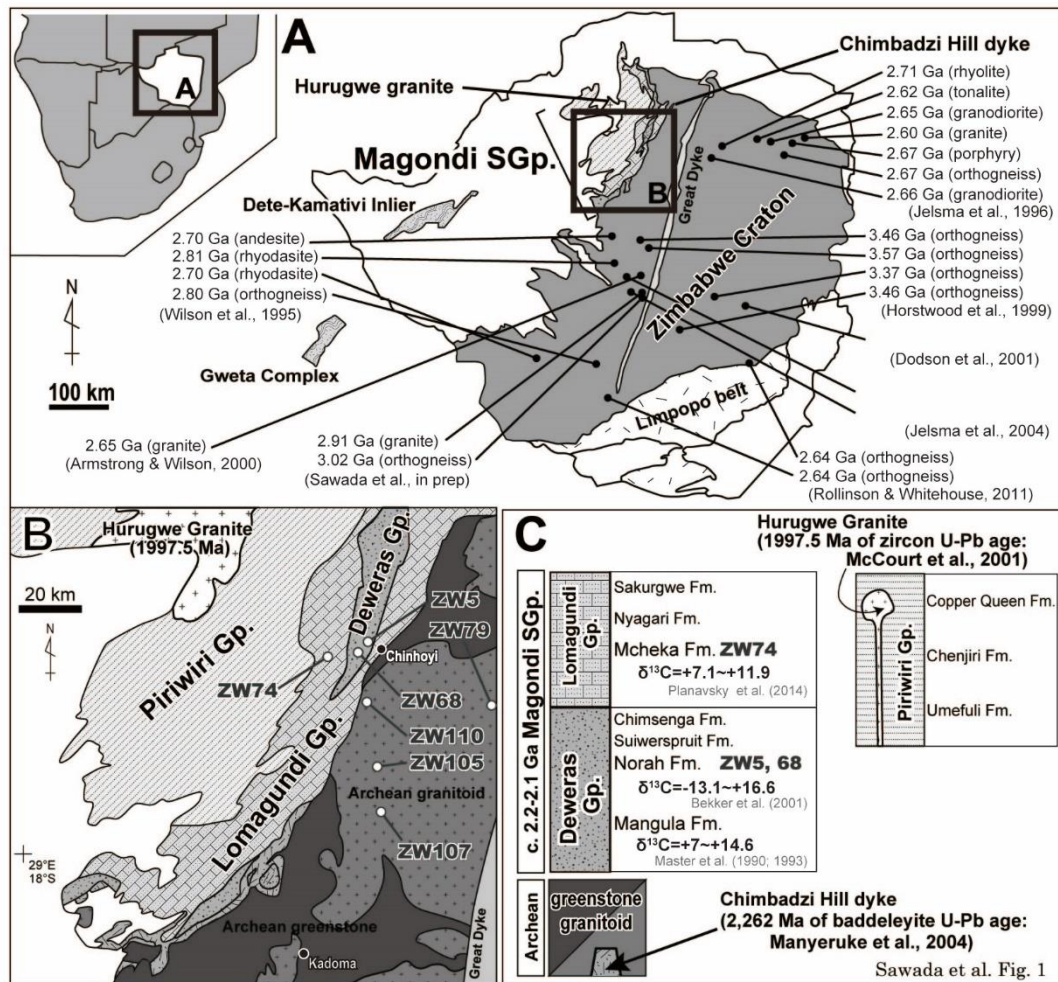 A
A
Chimbadzi Hill dyke
Hurugwe granite
Magondi SGp.
B
Great Dyke
Dete-Kamativi Inlier
Zimbabwe Craton
Gweta Complex
Limpopo belt
N
100 km
2.71 Ga (rhyolite)
2.62 Ga (tonalite)
2.65 Ga (granodiorite)
2.60 Ga (granite)
2.67 Ga (porphyry)
2.67 Ga (orthogneiss)
2.66 Ga (granodiorite)
(Jelsma et al., 1996)
2.70 Ga (andesite)
2.81 Ga (rhyodasite)
2.70 Ga (rhyodasite)
2.80 Ga (orthogneiss)
(Wilson et al., 1995)
3.46 Ga (orthogneiss)
3.57 Ga (orthogneiss)
3.37 Ga (orthogneiss)
3.46 Ga (orthogneiss)
(Horstwood et al., 1999)
(Dodson et al., 2001)
(Jelsma et al., 2004)
2.65 Ga (granite)
(Armstrong & Wilson, 2000)
2.91 Ga (granite)
3.02 Ga (orthogneiss)
(Sawada et al., in prep)
2.64 Ga (orthogneiss)
2.64 Ga (orthogneiss)
(Rollinson & Whitehouse, 2011)
B
Hurugwe Granite
(1997.5 Ma)
20 km
N
Deweras Gp.
ZW5
ZW79
Chinhoyi
Piriwiri Gp.
ZW74
ZW68
ZW110
ZW105
Lomagundi Gp.
Archean granitoid
ZW107
29°E
18°S
Archean greenstone
Kadoma
Great Dyke
C
Hurugwe Granite
(1997.5 Ma of zircon U-Pb age:
McCourt et al., 2001)
c. 2.2-2.1 Ga Magondi SGp.
Lomagundi
Gp.
Sakurgwe Fm.
Nyagari Fm.
Mcheka Fm. ZW74
δ¹³C=+7.1~+11.9
Planavsky et al. (2014)
Deweras
Gp.
Chimsenga Fm.
Suiwerspruit Fm.
Norah Fm. ZW5, 68
δ¹³C=-13.1~+16.6
Bekker et al. (2001)
Mangula Fm.
δ¹³C=+7~+14.6
Master et al. (1990; 1993)
Piriwiri Gp.
Copper Queen Fm.
Chenjiri Fm.
Umefuli Fm.
Archean
greenstone
granitoid
Chimbadzi Hill dyke
(2,262 Ma of baddeleyite U-Pb age:
Manyeruke et al., 2004)
Sawada et al. Fig. 1